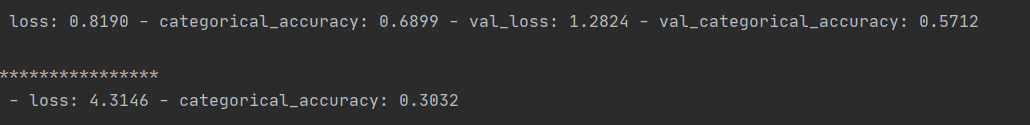 loss: 0.8190 - categorical_accuracy: 0.6899 - val_loss: 1.2824 - val_categorical_accuracy: 0.5712
****************
- loss: 4.3146 - categorical_accuracy: 0.3032